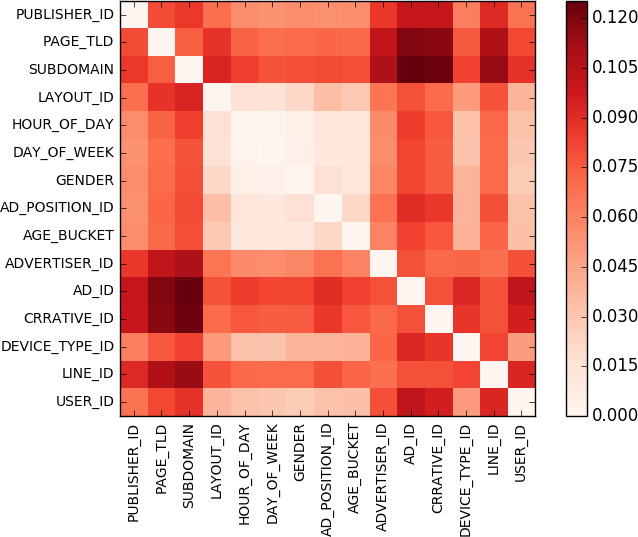 PUBLISHER_ID
PAGE_TLD
SUBDOMAIN
LAYOUT_ID
HOUR_OF_DAY
DAY_OF_WEEK
GENDER
AD_POSITION_ID
AGE_BUCKET
ADVERTISER_ID
AD_ID
CRRATIVE_ID
DEVICE_TYPE_ID
LINE_ID
USER_ID
PUBLISHER_ID
PAGE_TLD
SUBDOMAIN
LAYOUT_ID
HOUR_OF_DAY
DAY_OF_WEEK
GENDER
AD_POSITION_ID
AGE_BUCKET
ADVERTISER_ID
AD_ID
CRRATIVE_ID
DEVICE_TYPE_ID
LINE_ID
USER_ID
0.120
0.105
0.090
0.075
0.060
0.045
0.030
0.015
0.000